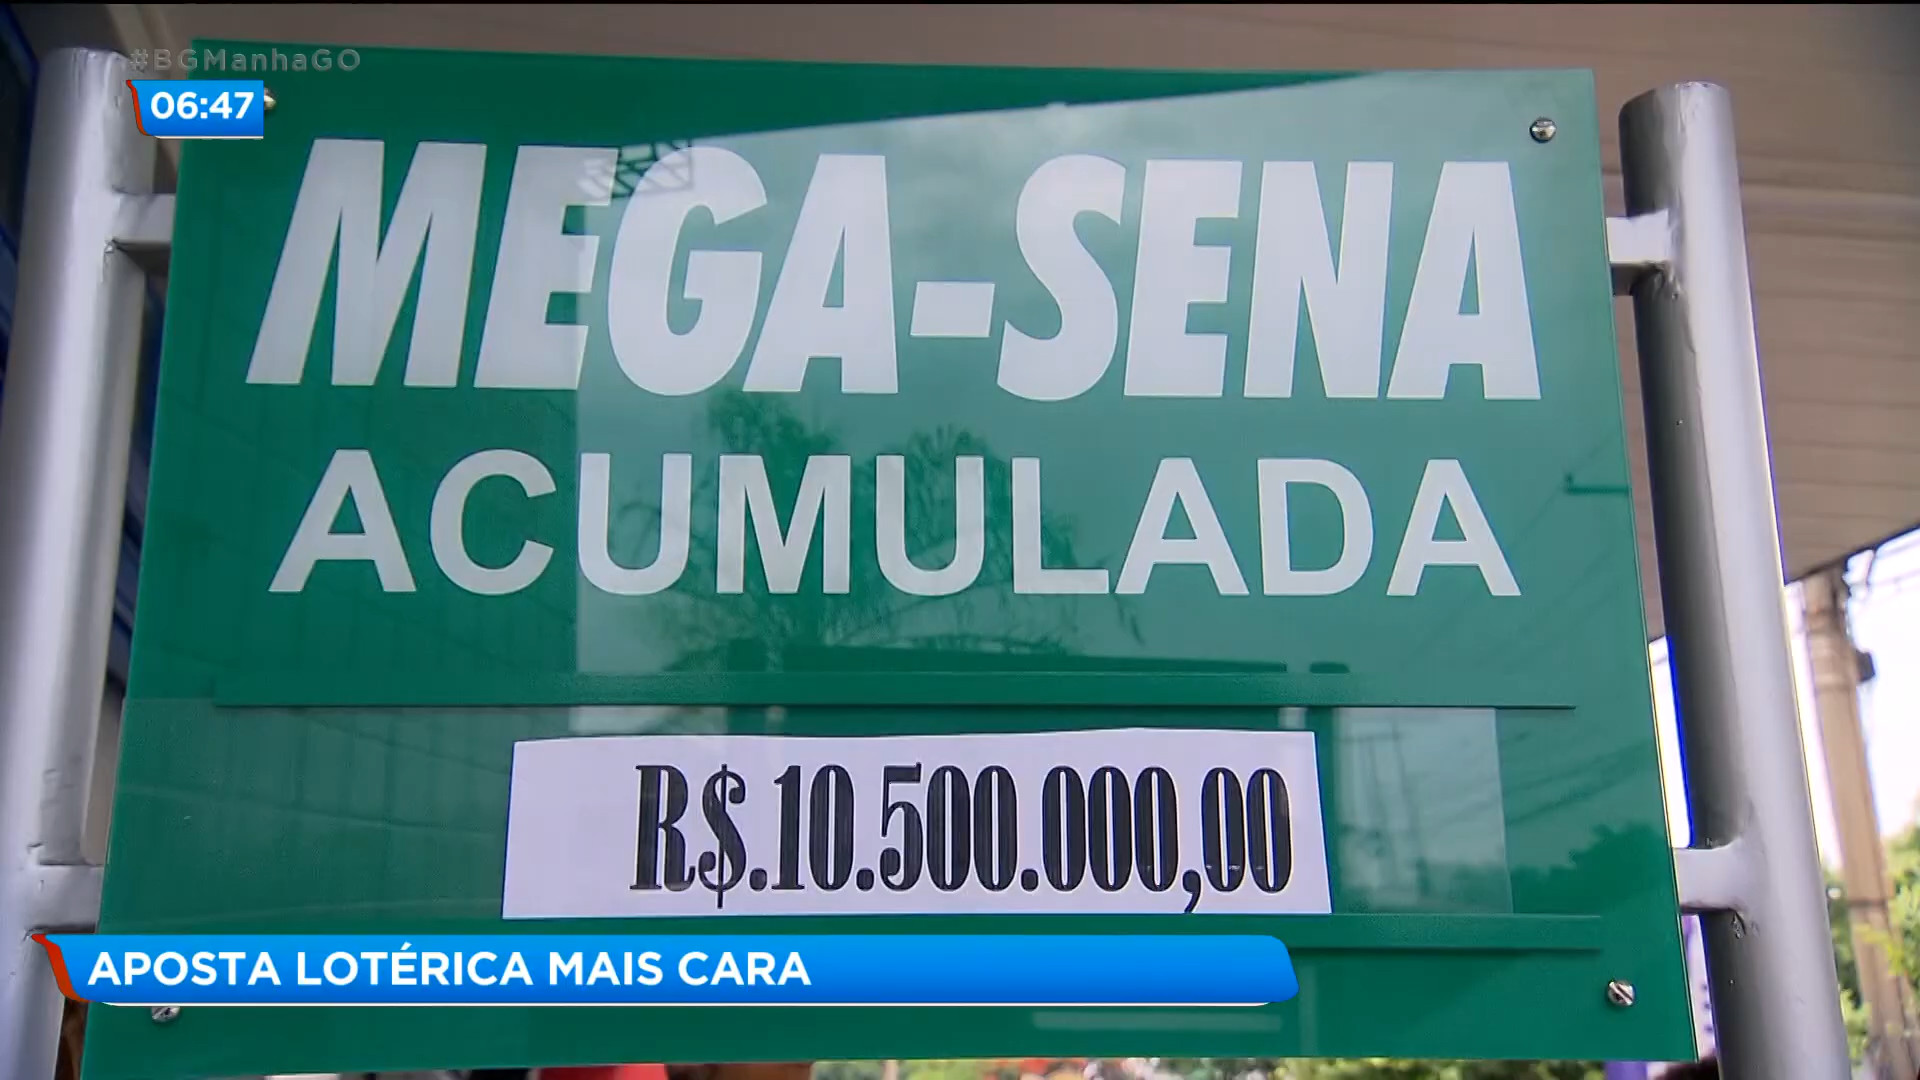 #BGManhaGO
06:47
MEGA-SENA
ACUMULADA
R$.10.500.000,00
APOSTA LOTÉRICA MAIS CARA